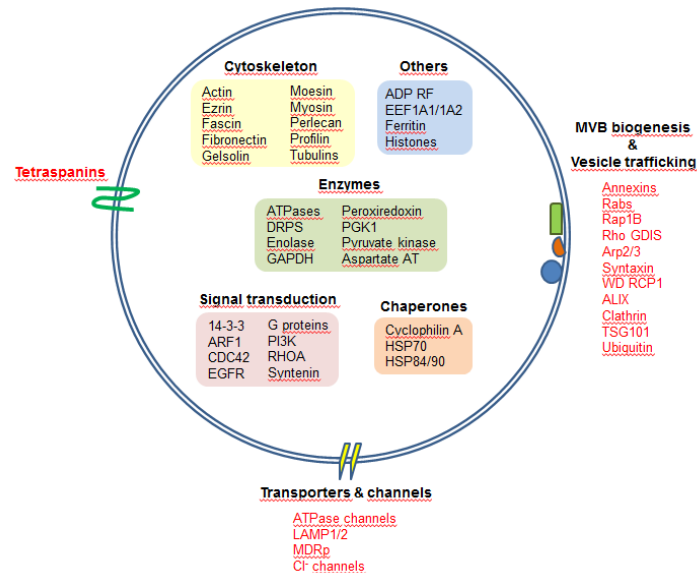 Cytoskeleton
Actin
Ezrin
Fascin
Fibronectin
Gelsolin
Moesin
Myosin
Perlecan
Profilin
Tubulins
Others
ADP RF
EEF1A1/1A2
Ferritin
Histones
MVB biogenesis
&
Vesicle trafficking
Annexins
Rabs
Rap1B
Rho GDIS
Arp2/3
Syntaxin
WD RCP1
ALIX
Clathrin
TSG101
Ubiquitin
Tetraspanins
Enzymes
ATPases
DRPS
Enolase
GAPDH
Peroxiredoxin
PGK1
Pyruvate kinase
Aspartate AT
Signal transduction
14-3-3
ARF1
CDC42
EGFR
G proteins
PI3K
RHOA
Syntenin
Chaperones
Cyclophilin A
HSP70
HSP84/90
Transporters & channels
ATPase channels
LAMP1/2
MDRp
Cl⁻ channels